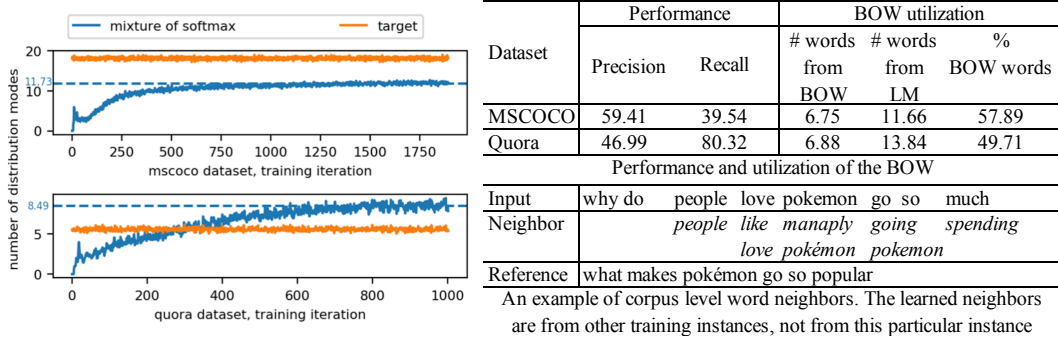 mixture of softmax
target
number of distribution modes
20
11.73
10
0
0 250 500 750 1000 1250 1500 1750
mscoco dataset, training iteration
8.49
5
0
0 200 400 600 800 1000
quora dataset, training iteration
Performance BOW utilization
Dataset Precision Recall # words from BOW # words from LM % BOW words
MSCOCO 59.41 39.54 6.75 11.66 57.89
Quora 46.99 80.32 6.88 13.84 49.71
Performance and utilization of the BOW
Input why do people love pokemon go so much
Neighbor people like manaply going spending
love pokémon pokemon
Reference what makes pokémon go so popular
An example of corpus level word neighbors. The learned neighbors
are from other training instances, not from this particular instance